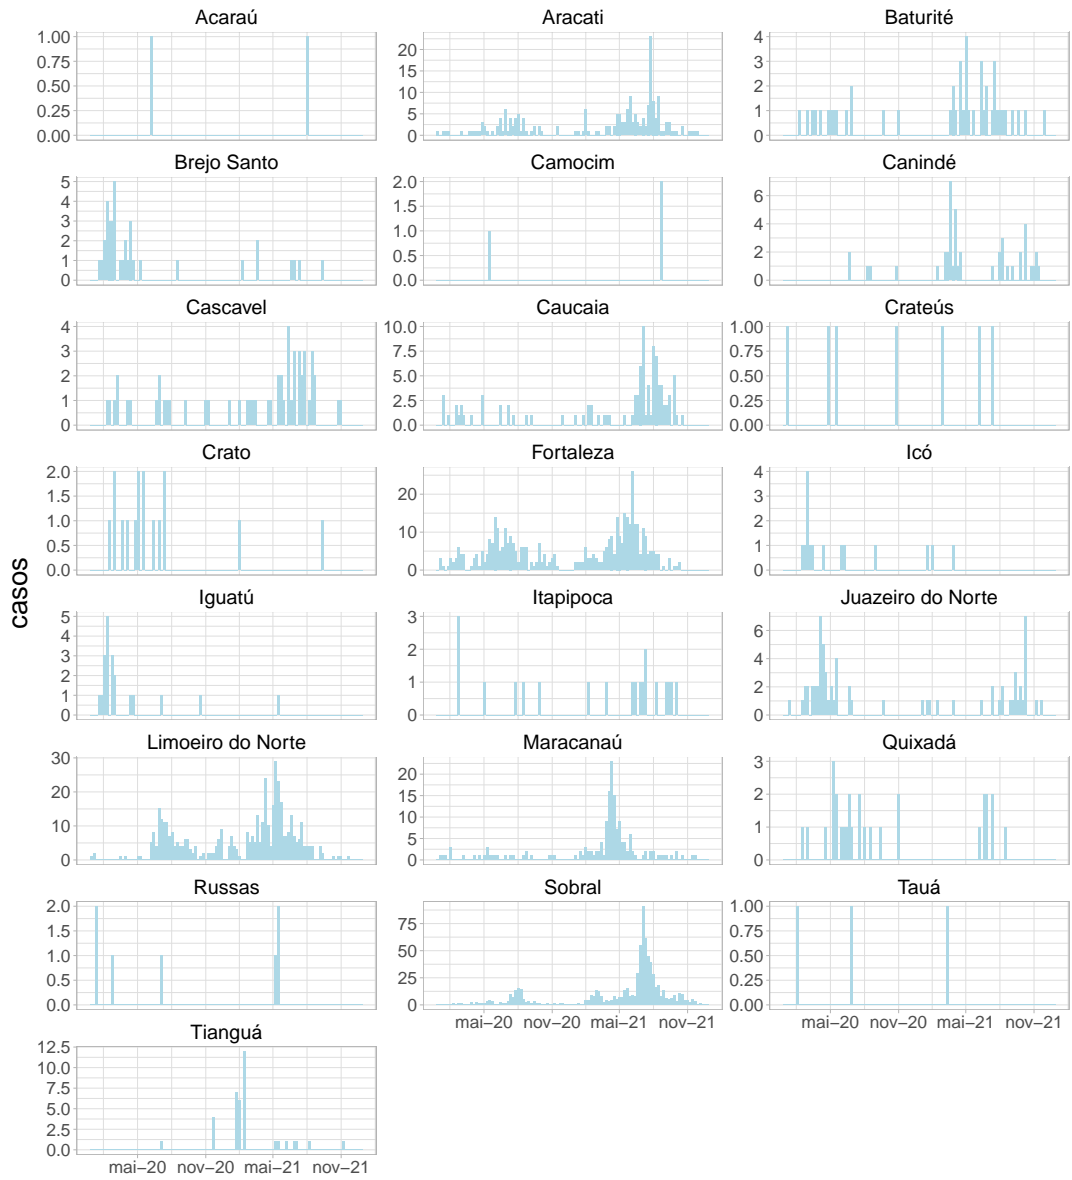 Acaraú Aracati Baturité
1.00 0.75 0.50 0.25 0.00
20 15 10 5 0
4 3 2 1 0
Brejo Santo Camocim Canindé
5 4 3 2 1 0
2.0 1.5 1.0 0.5 0.0
6 4 2 0
Cascavel Caucaia Crateús
4 3 2 1 0
10.0 7.5 5.0 2.5 0.0
1.00 0.75 0.50 0.25 0.00
Crato Fortaleza Icó
2.0 1.5 1.0 0.5 0.0
20 10 0
4 3 2 1 0
casos
Iguatú Itapipoca Juazeiro do Norte
5 4 3 2 1 0
3 2 1 0
6 4 2 0
Limoeiro do Norte Maracanaú Quixadá
30 20 10 0
20 15 10 5 0
3 2 1 0
Russas Sobral Tauá
2.0 1.5 1.0 0.5 0.0
75 50 25 0
1.00 0.75 0.50 0.25 0.00
mai−20 nov−20 mai−21 nov−21 mai−20 nov−20 mai−21 nov−21
Tianguá
12.5 10.0 7.5 5.0 2.5 0.0
mai−20 nov−20 mai−21 nov−21